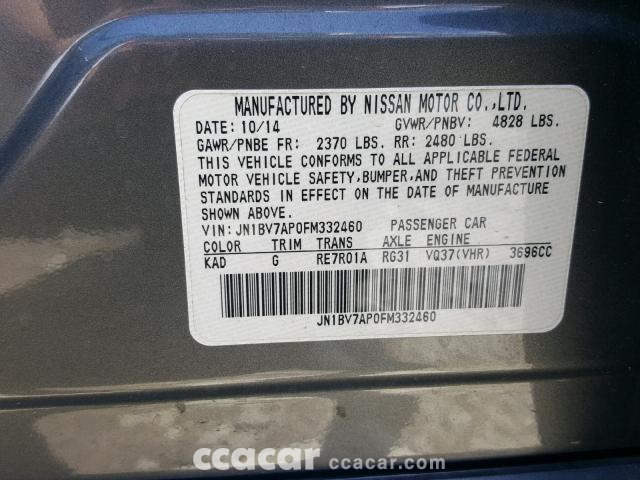 MANUFACTURED BY NISSAN MOTOR CO.,LTD.
DATE: 10/14 GVWR/PNBV: 4828 LBS.
GAWR/PNBE FR: 2370 LBS. RR: 2480 LBS.
THIS VEHICLE CONFORMS TO ALL APPLICABLE FEDERAL
MOTOR VEHICLE SAFETY,BUMPER,AND THEFT PREVENTION
STANDARDS IN EFFECT ON THE DATE OF MANUFACTURE
SHOWN ABOVE.
VIN: JN1BV7AP0FM332460 PASSENGER CAR
COLOR TRIM TRANS AXLE ENGINE
KAD G RE7R01A RG31 VQ37(VHR) 3696CC
JN1BV7AP0FM332460
ccacar ccacar.com